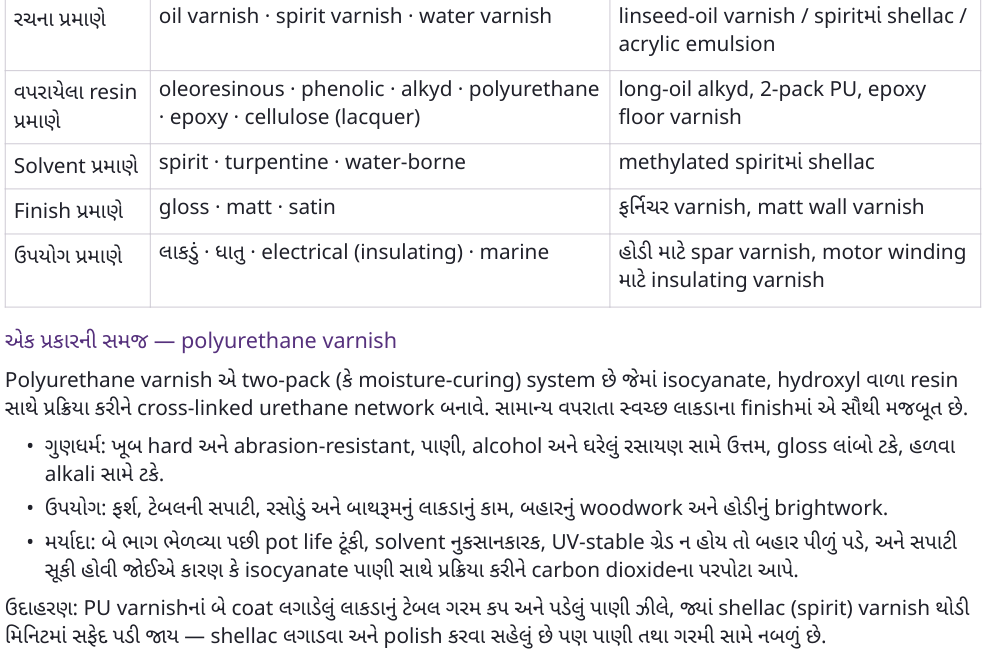 રચના પ્રમાણે
oil varnish · spirit varnish · water varnish
linseed-oil varnish / spiritમાં shellac /
acrylic emulsion
વપરાયેલા resin
પ્રમાણે
oleoresinous · phenolic · alkyd · polyurethane
· epoxy · cellulose (lacquer)
long-oil alkyd, 2-pack PU, epoxy
floor varnish
Solvent પ્રમાણે
spirit · turpentine · water-borne
methylated spiritમાં shellac
Finish પ્રમાણે
gloss · matt · satin
ફર્નિચર varnish, matt wall varnish
ઉપયોગ પ્રમાણે
લાકડું · ધાતુ · electrical (insulating) · marine
હોડી માટે spar varnish, motor winding
માટે insulating varnish
એક પ્રકારની સમજ — polyurethane varnish
Polyurethane varnish એ two-pack (કે moisture-curing) system છે જેમાં isocyanate, hydroxyl વાળા resin
સાથે પ્રક્રિયા કરીને cross-linked urethane network બનાવે. સામાન્ય વપરાતા સ્વચ્છ લાકડાના finishમાં એ સૌથી મજબૂત છે.
• ગુણધર્મ: ખૂબ hard અને abrasion-resistant, પાણી, alcohol અને ઘરેલું રસાયણ સામે ઉત્તમ, gloss લાંબો ટકે, હળવા
alkali સામે ટકે.
• ઉપયોગ: ફર્શ, ટેબલની સપાટી, રસોડું અને બાથરૂમનું લાકડાનું કામ, બહારનું woodwork અને હોડીનું brightwork.
• મર્યાદા: બે ભાગ ભેળવ્યા પછી pot life ટૂંકી, solvent નુકસાનકારક, UV-stable ગ્રેડ ન હોય તો બહાર પીળું પડે, અને સપાટી
સૂકી હોવી જોઈએ કારણ કે isocyanate પાણી સાથે પ્રક્રિયા કરીને carbon dioxideના પરપોટા આપે.
ઉદાહરણ: PU varnishનાં બે coat લગાડેલું લાકડાનું ટેબલ ગરમ કપ અને પડેલું પાણી ઝીલે, જ્યાં shellac (spirit) varnish થોડી
મિનિટમાં સફેદ પડી જાય — shellac લગાડવા અને polish કરવા સહેલું છે પણ પાણી તથા ગરમી સામે નબળું છે.